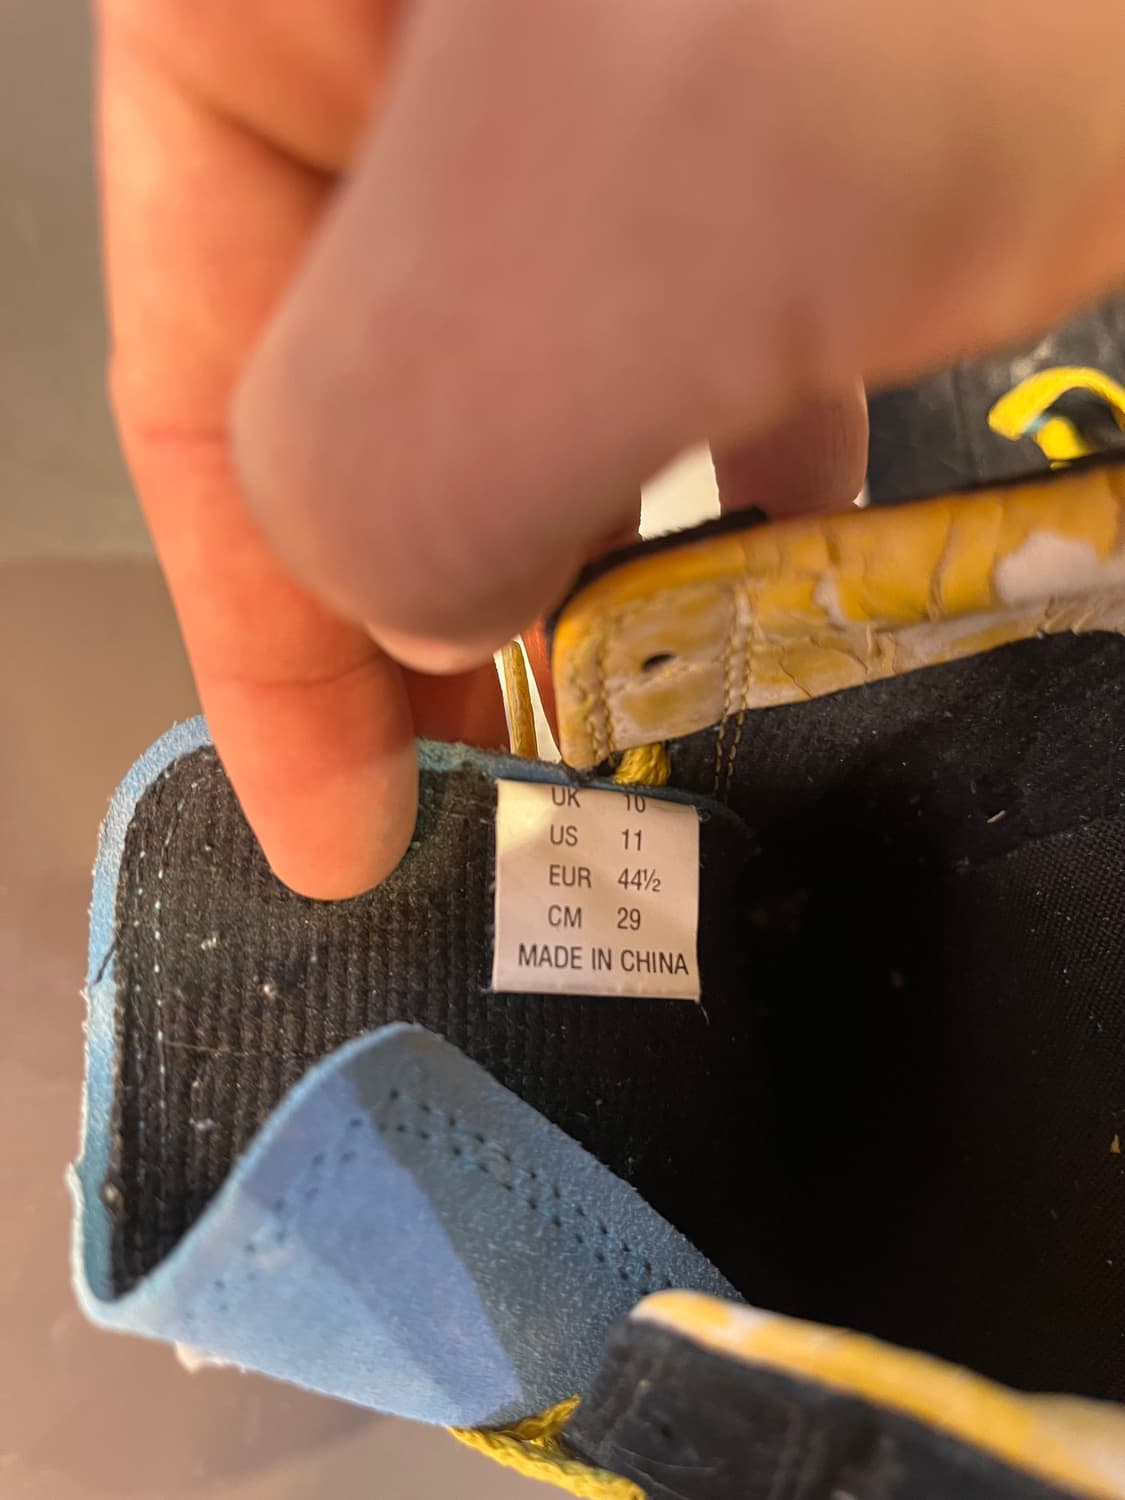 UK 10
US 11
EUR 44½
CM 29
MADE IN CHINA